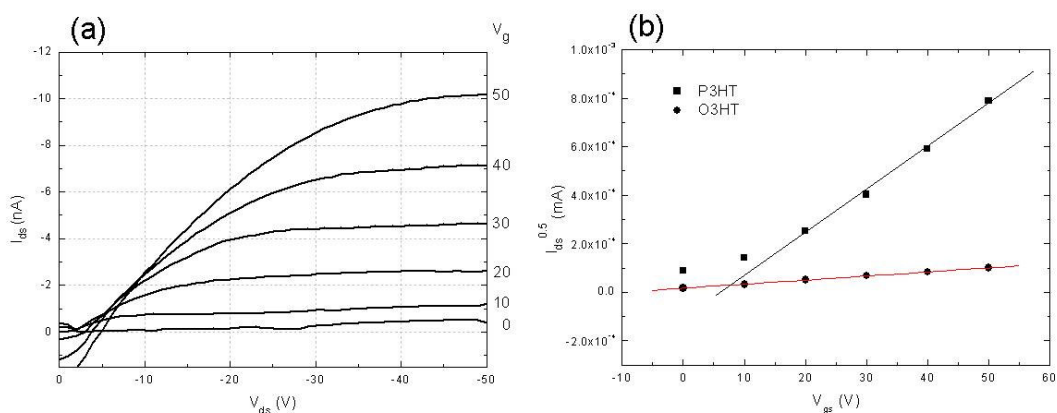 (a)
V_g
-12
-10
-8
-6
-4
-2
0
I_ds (nA)
50
40
30
20
10
0
0
-10
-20
-30
-40
-50
V_ds (V)
(b)
1.0x10^-3
8.0x10^-4
6.0x10^-4
4.0x10^-4
2.0x10^-4
0.0
-2.0x10^-4
I_ds^0.5 (mA)
P3HT
O3HT
-10
0
10
20
30
40
50
60
V_gs (V)